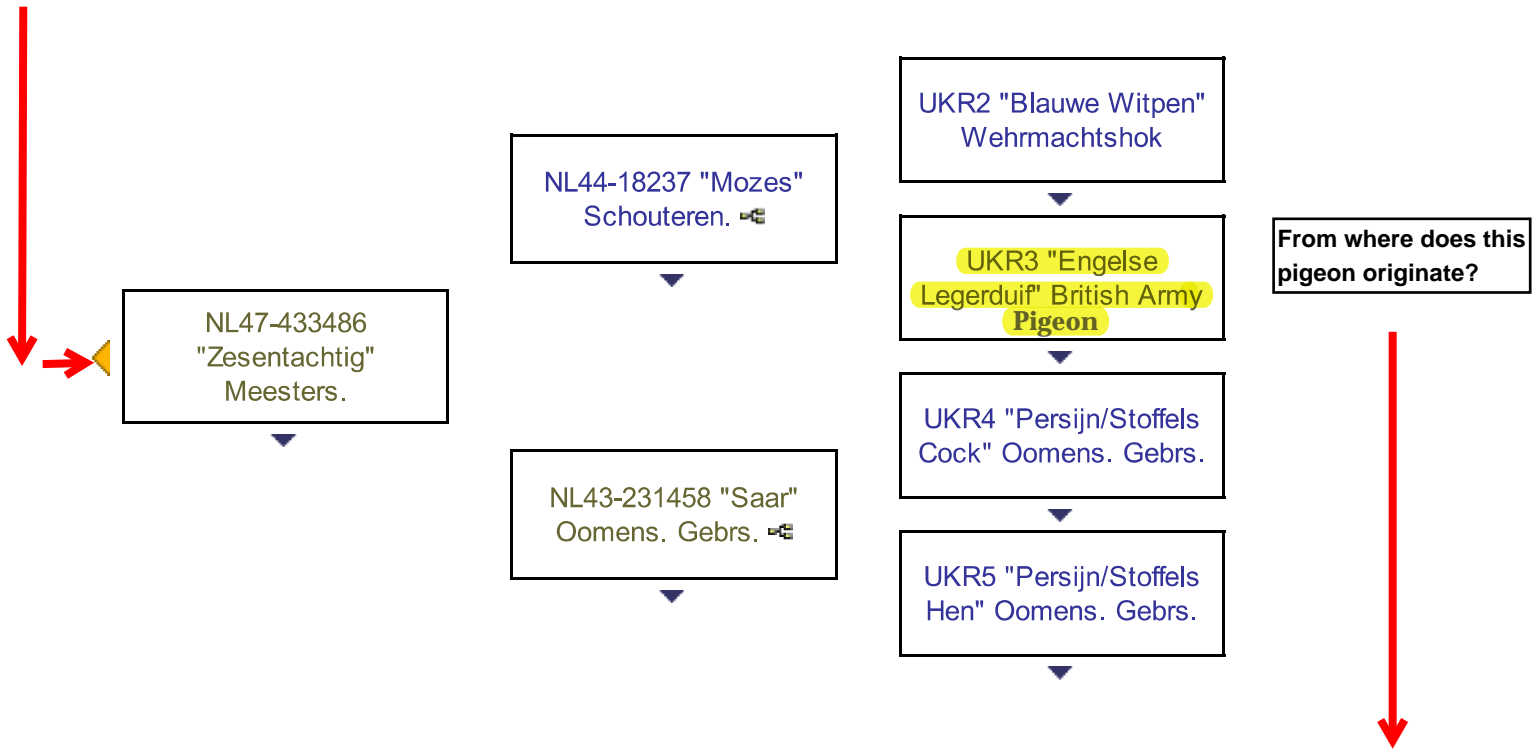 UKR2 "Blauwe Witpen"
Wehrmachtshok
NL44-18237 "Mozes"
Schouteren.
UKR3 "Engelse
Legerduif" British Army
Pigeon
From where does this
pigeon originate?
NL47-433486
"Zesentachtig"
Meesters.
UKR4 "Persijn/Stoffels
Cock" Oomens. Gebrs.
NL43-231458 "Saar"
Oomens. Gebrs.
UKR5 "Persijn/Stoffels
Hen" Oomens. Gebrs.